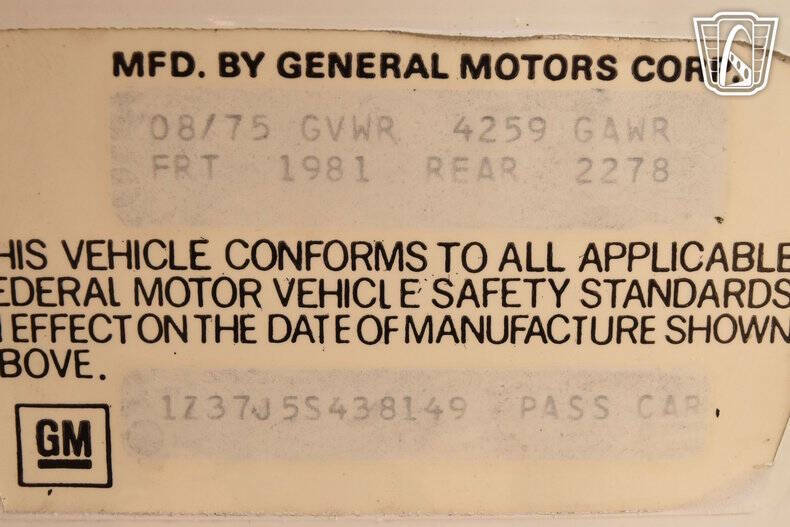 MFD. BY GENERAL MOTORS CORP.
08/75 GVWR 4259 GAWR
FRT 1981 REAR 2278
HIS VEHICLE CONFORMS TO ALL APPLICABLE
EDERAL MOTOR VEHICLE SAFETY STANDARDS
N EFFECT ON THE DATE OF MANUFACTURE SHOWN
BOVE.
1Z37J5S438149 PASS CAR
GM